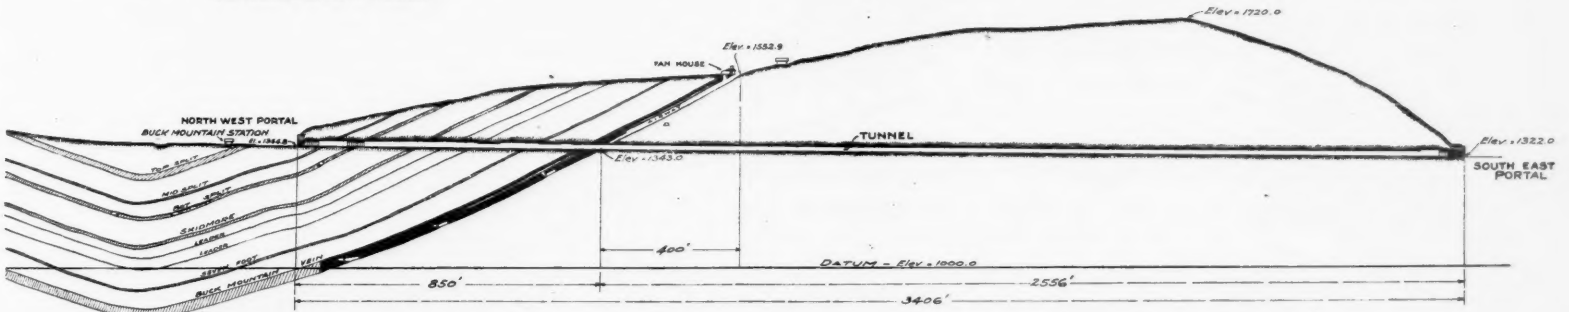 Elev = 1720.0
Elev = 1552.9
FAN HOUSE
NORTH WEST PORTAL
BUCK MOUNTAIN STATION
TUNNEL
Elev = 1322.0
Elev = 1343.0
SOUTH EAST
PORTAL
AIRWAY
TOP SPLIT
MID SPLIT
BOT SPLIT
SKIDMORE
LEADER
LEADER
SEVEN FOOT
BUCK MOUNTAIN VEIN
400'
DATUM - Elev = 1000.0
850'
2556'
3406'